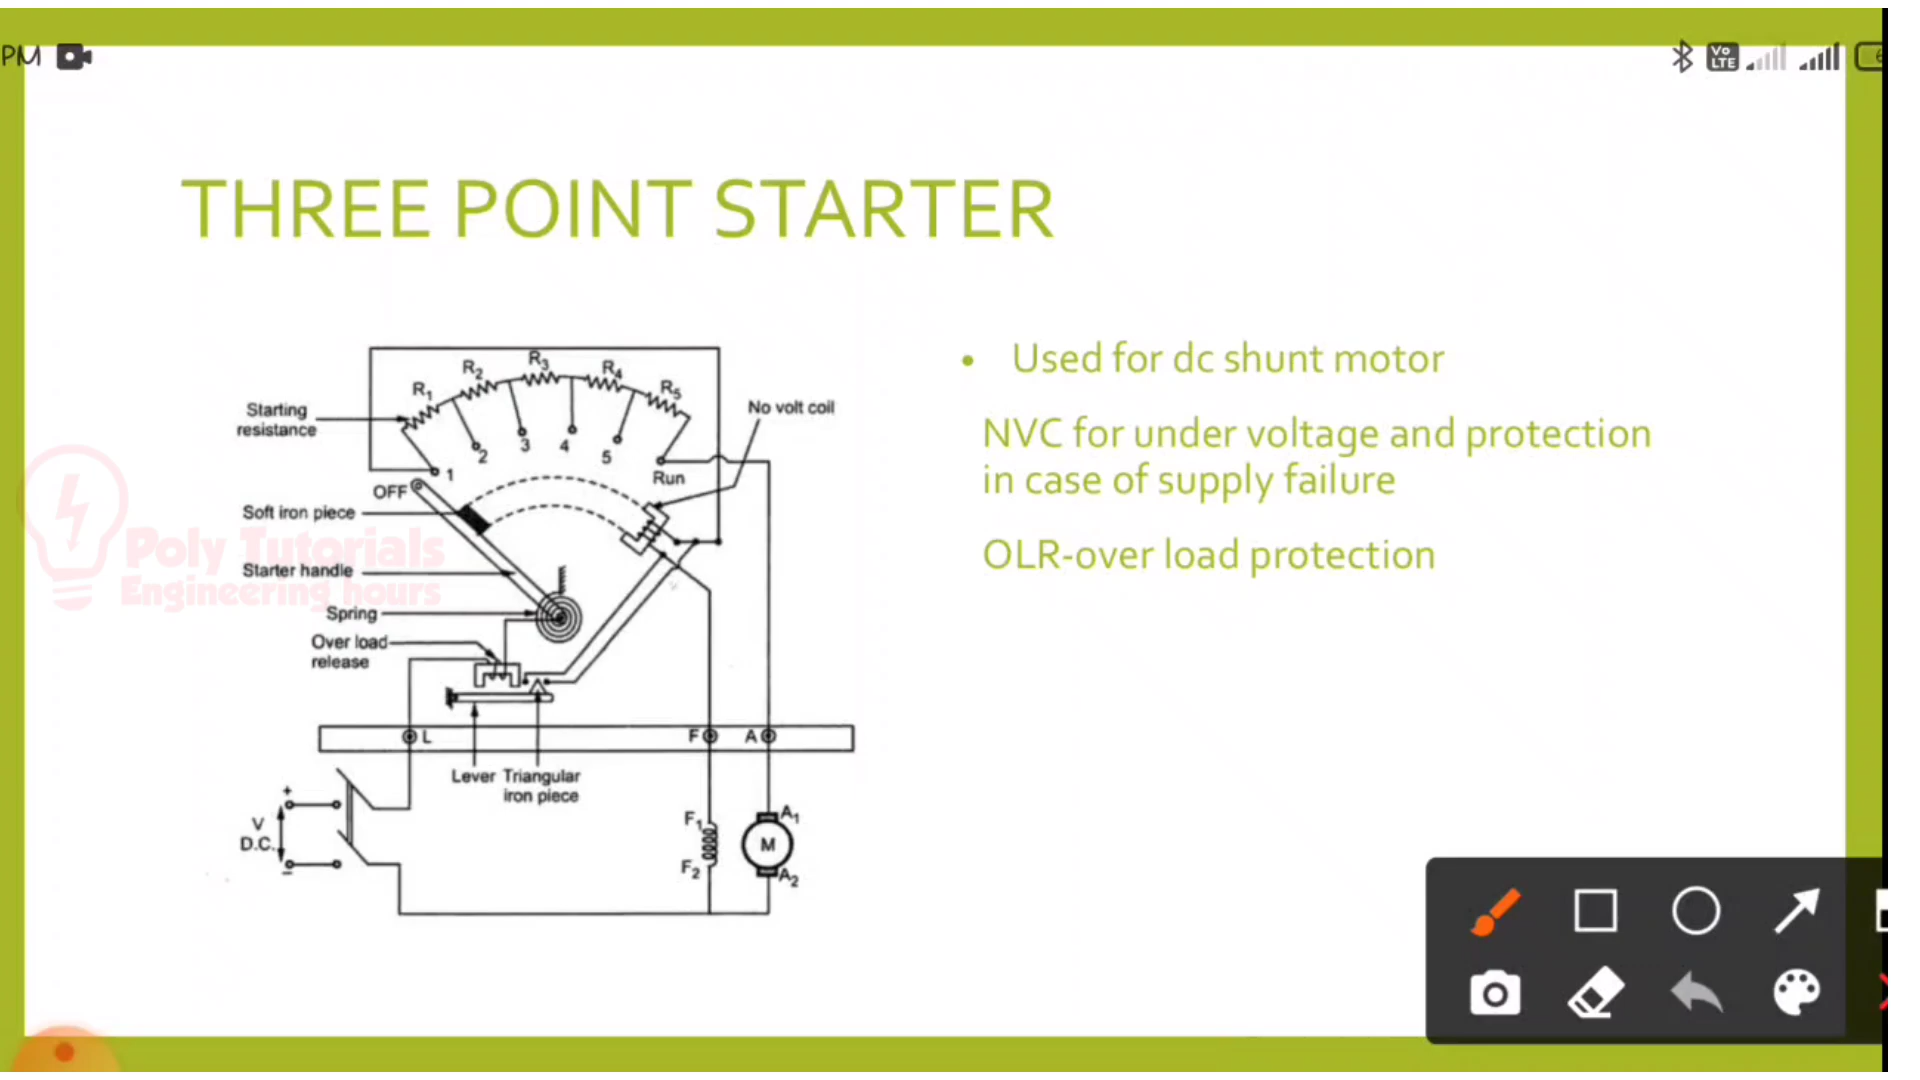 PM
Vo
LTE
THREE POINT STARTER
R1
R2
R3
R4
R5
Starting
resistance
No volt coil
1
2
3
4
5
Run
OFF
Soft iron piece
Starter handle
Spring
Over load
release
Poly Tutorials
Engineering hours
L
F
A
Lever
Triangular
iron piece
+
V
D.C.
–
F1
F2
A1
M
A2
• Used for dc shunt motor
NVC for under voltage and protection
in case of supply failure
OLR-over load protection